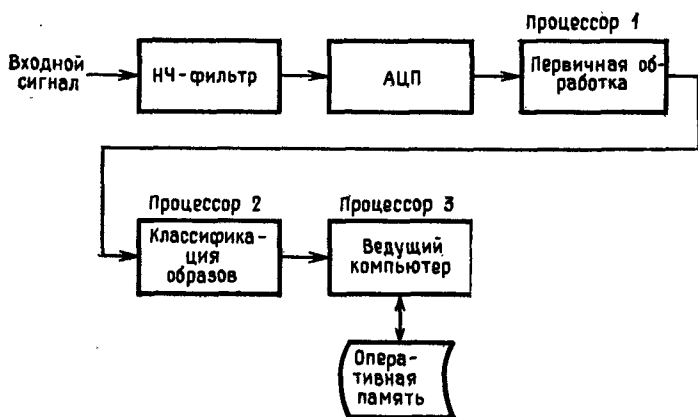 Процессор 1
Входной
сигнал
НЧ-фильтр
АЦП
Первичная об-
работка
Процессор 2
Процессор 3
Классифика-
ция
образов
Ведущий
компьютер
Опера-
тивная
память